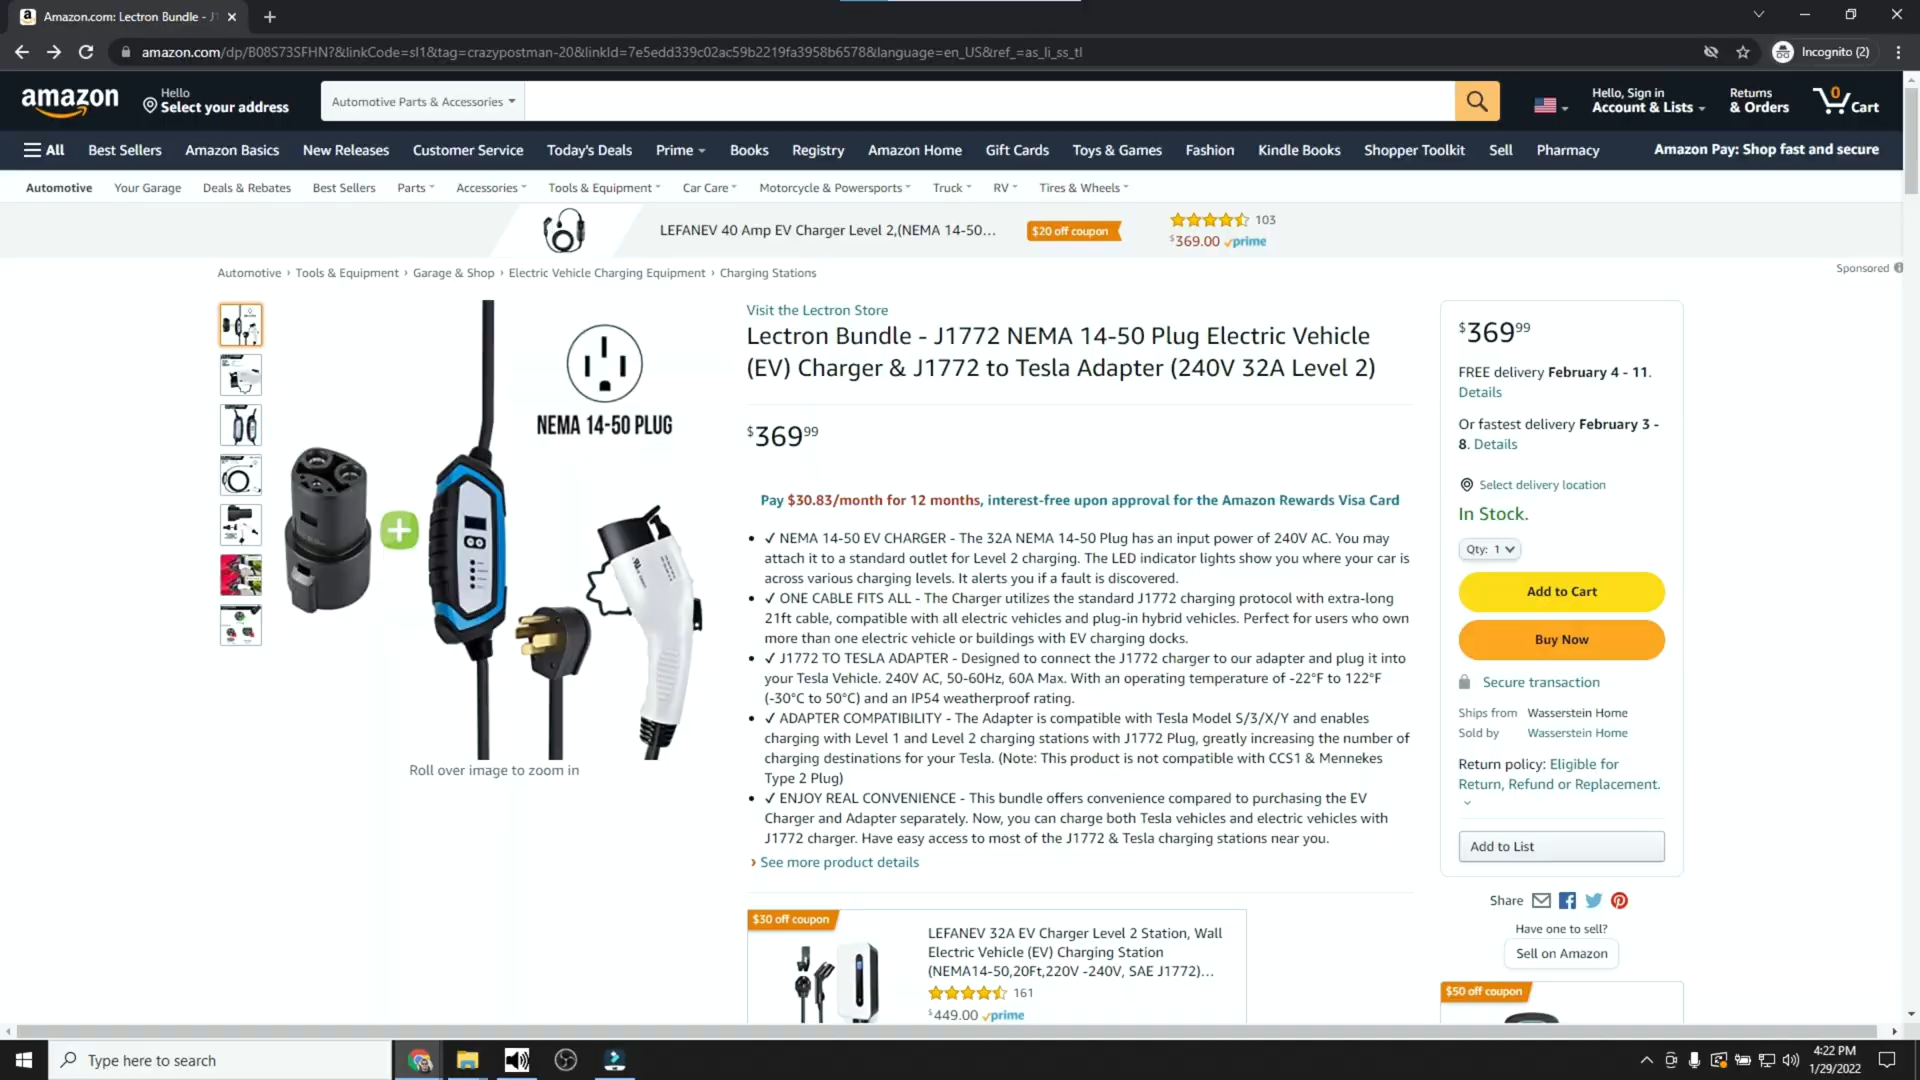 Amazon.com: Lectron Bundle - J1
amazon.com/dp/B08S73SFHN?&linkCode=sl1&tag=crazypostman-20&linkId=7e5edd339c02ac59b2219fa3958b6578&language=en_US&ref_=as_li_ss_tl
Incognito (2)
amazon
Hello
Select your address
Automotive Parts & Accessories
Hello, Sign in
Account & Lists
Returns
& Orders
0
Cart
All Best Sellers Amazon Basics New Releases Customer Service Today's Deals Prime Books Registry Amazon Home Gift Cards Toys & Games Fashion Kindle Books Shopper Toolkit Sell Pharmacy Amazon Pay: Shop fast and secure
Automotive Your Garage Deals & Rebates Best Sellers Parts Accessories Tools & Equipment Car Care Motorcycle & Powersports Truck RV Tires & Wheels
LEFANEV 40 Amp EV Charger Level 2,(NEMA 14-50...
$20 off coupon
103
$369.00 prime
Automotive › Tools & Equipment › Garage & Shop › Electric Vehicle Charging Equipment › Charging Stations
Sponsored
NEMA 14-50 PLUG
Roll over image to zoom in
Visit the Lectron Store
Lectron Bundle - J1772 NEMA 14-50 Plug Electric Vehicle
(EV) Charger & J1772 to Tesla Adapter (240V 32A Level 2)
$369 99
Pay $30.83/month for 12 months, interest-free upon approval for the Amazon Rewards Visa Card
• ✓ NEMA 14-50 EV CHARGER - The 32A NEMA 14-50 Plug has an input power of 240V AC. You may
attach it to a standard outlet for Level 2 charging. The LED indicator lights show you where your car is
across various charging levels. It alerts you if a fault is discovered.
• ✓ ONE CABLE FITS ALL - The Charger utilizes the standard J1772 charging protocol with extra-long
21ft cable, compatible with all electric vehicles and plug-in hybrid vehicles. Perfect for users who own
more than one electric vehicle or buildings with EV charging docks.
• ✓ J1772 TO TESLA ADAPTER - Designed to connect the J1772 charger to our adapter and plug it into
your Tesla Vehicle. 240V AC, 50-60Hz, 60A Max. With an operating temperature of -22°F to 122°F
(-30°C to 50°C) and an IP54 weatherproof rating.
• ✓ ADAPTER COMPATIBILITY - The Adapter is compatible with Tesla Model S/3/X/Y and enables
charging with Level 1 and Level 2 charging stations with J1772 Plug, greatly increasing the number of
charging destinations for your Tesla. (Note: This product is not compatible with CCS1 & Mennekes
Type 2 Plug)
• ✓ ENJOY REAL CONVENIENCE - This bundle offers convenience compared to purchasing the EV
Charger and Adapter separately. Now, you can charge both Tesla vehicles and electric vehicles with
J1772 charger. Have easy access to most of the J1772 & Tesla charging stations near you.
› See more product details
$30 off coupon
LEFANEV 32A EV Charger Level 2 Station, Wall
Electric Vehicle (EV) Charging Station
(NEMA14-50,20Ft,220V -240V, SAE J1772)...
161
$449.00 prime
$369 99
FREE delivery February 4 - 11.
Details
Or fastest delivery February 3 -
8. Details
Select delivery location
In Stock.
Qty: 1
Add to Cart
Buy Now
Secure transaction
Ships from Wasserstein Home
Sold by Wasserstein Home
Return policy: Eligible for
Return, Refund or Replacement.
Add to List
Share
Have one to sell?
Sell on Amazon
$50 off coupon
Type here to search
4:22 PM
1/29/2022